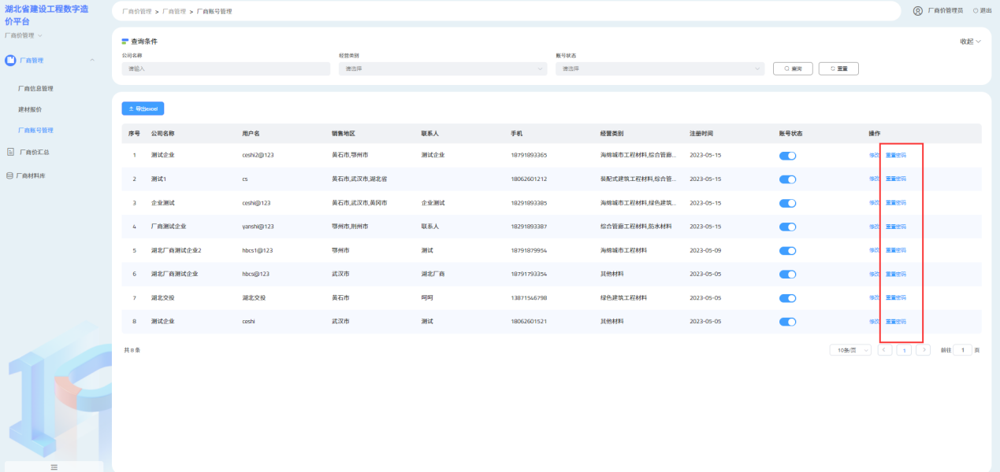 湖北省建设工程数字造
价平台
厂商价管理
厂商管理
厂商信息管理
建材报价
厂商账号管理
厂商价汇总
厂商材料库
厂商价管理 > 厂商管理 > 厂商账号管理
厂商价管理员 退出
查询条件 收起
公司名称 经营类别 账号状态
请输入 请选择 请选择 查询 重置
导出excel
序号 公司名称 用户名 销售地区 联系人 手机 经营类别 注册时间 账号状态 操作
1 测试企业 ceshi2@123 黄石市,鄂州市 测试企业 18791893365 海绵城市工程材料,综合管廊... 2023-05-15 修改 重置密码
2 测试1 cs 黄石市,武汉市,湖北省 18062601212 装配式建筑工程材料,综合管... 2023-05-15 修改 重置密码
3 企业测试 ceshi@123 黄石市,武汉市,黄冈市 企业测试 18291893385 海绵城市工程材料,绿色建筑... 2023-05-15 修改 重置密码
4 厂商测试企业 yanshi@123 鄂州市,荆州市 联系人 18291893387 综合管廊工程材料,防水材料 2023-05-15 修改 重置密码
5 湖北厂商测试企业2 hbcs1@123 鄂州市 测试 18791879954 海绵城市工程材料 2023-05-09 修改 重置密码
6 湖北厂商测试企业 hbcs@123 武汉市 湖北厂商 18791793354 其他材料 2023-05-05 修改 重置密码
7 湖北交投 湖北交投 黄石市 呵呵 13871546798 绿色建筑工程材料 2023-05-05 修改 重置密码
8 测试企业 ceshi 武汉市 测试 18062601521 其他材料 2023-05-05 修改 重置密码
共 8 条 10条/页 < 1 > 前往 1 页